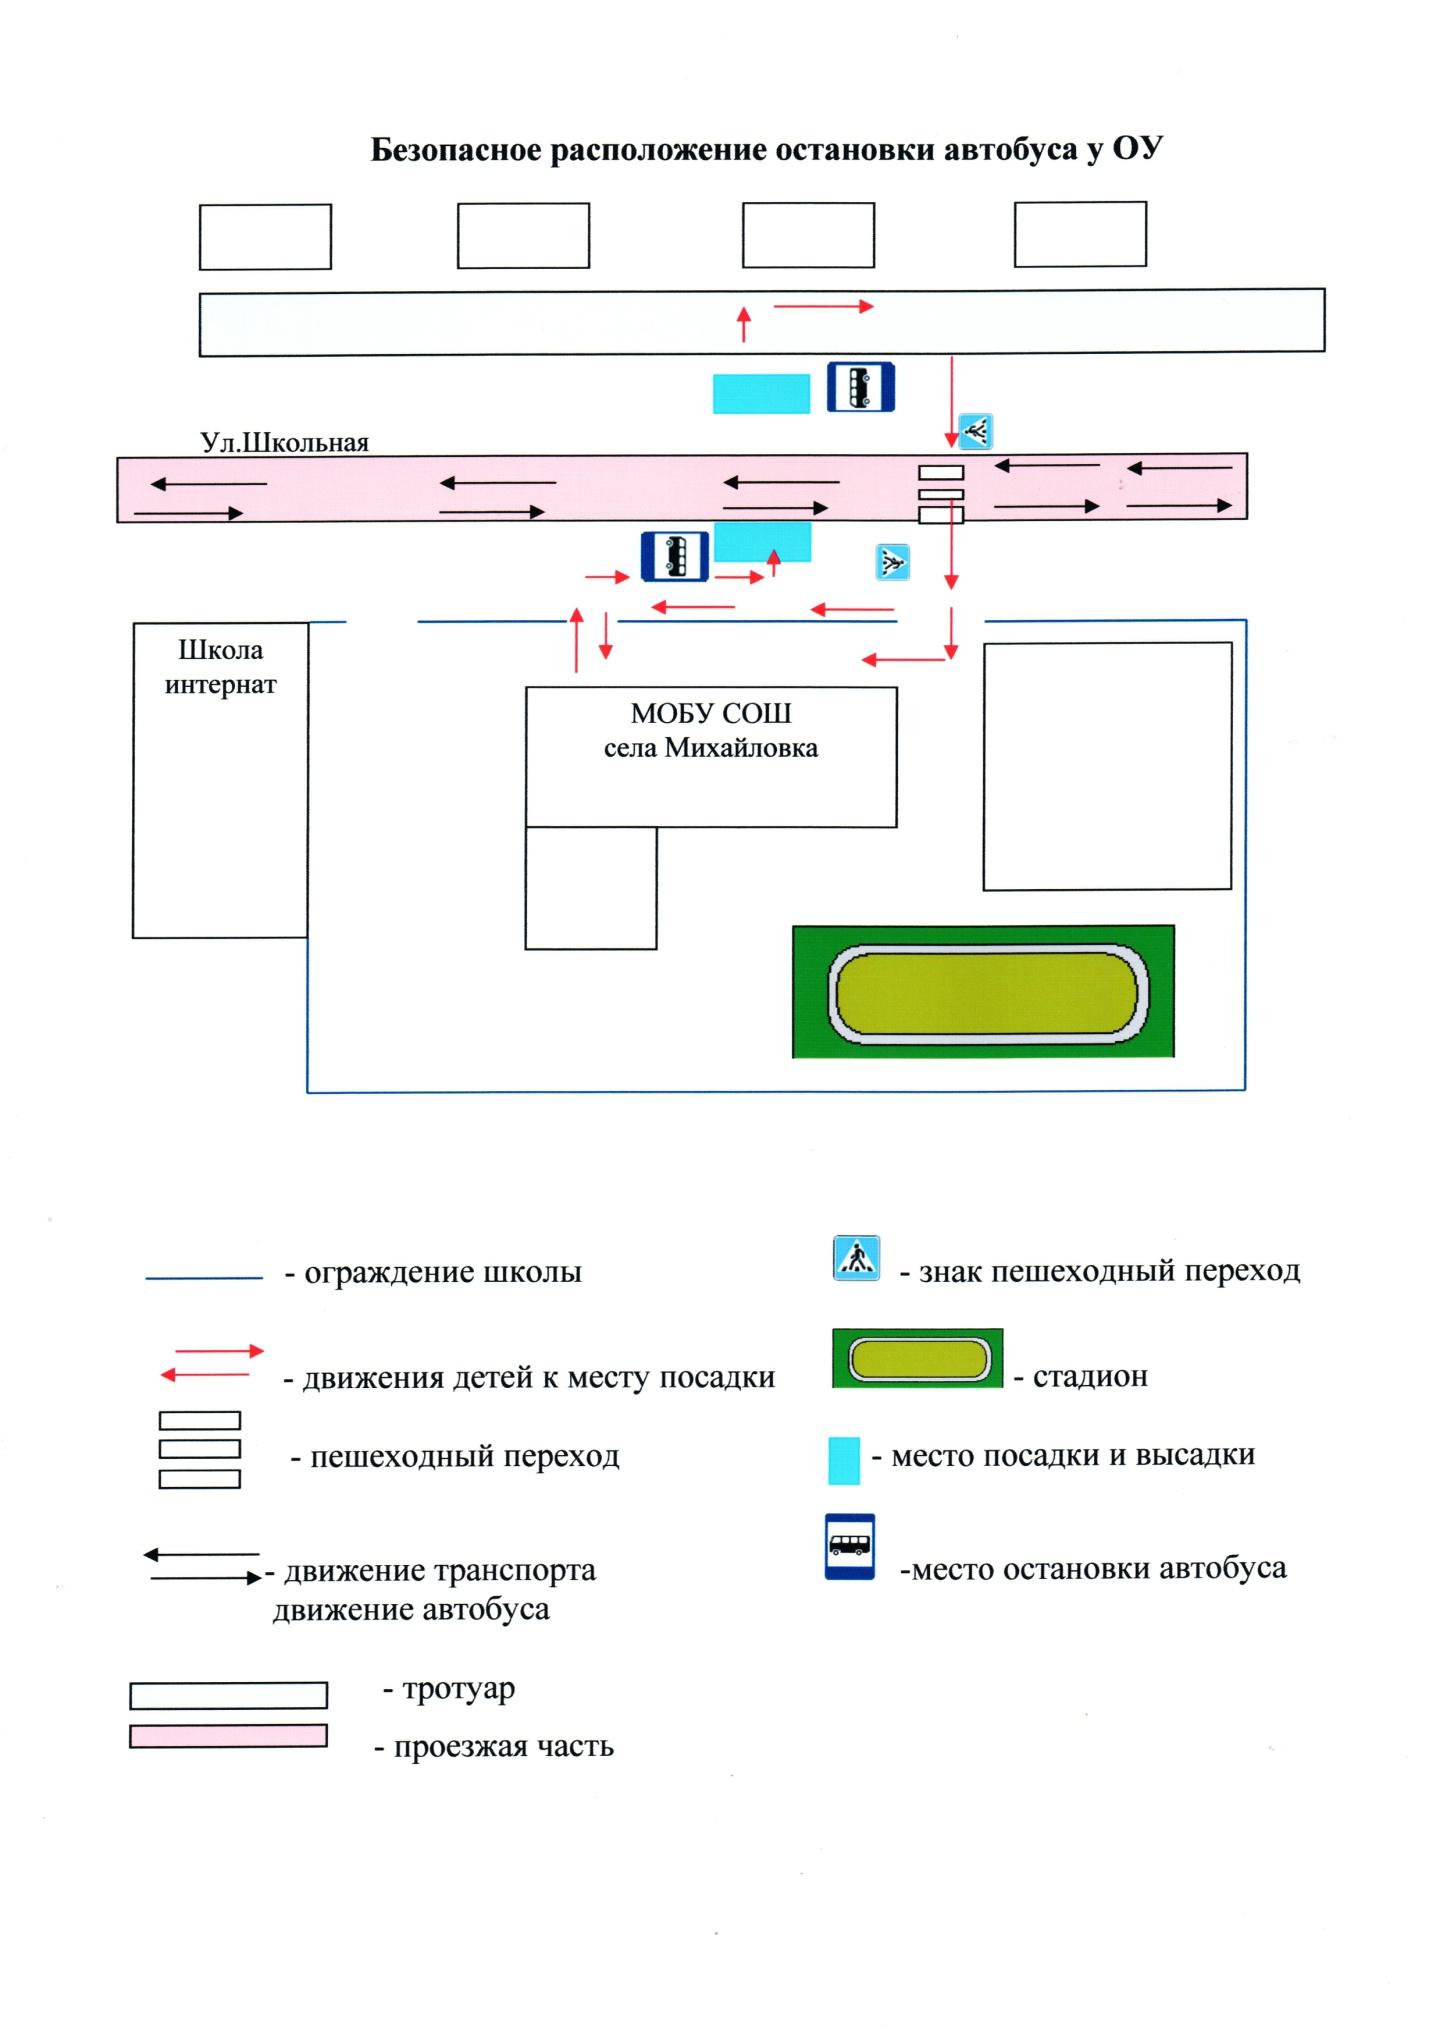 Безопасное расположение остановки автобуса у ОУ
Ул.Школьная
Школа
интернат
МОБУ СОШ
села Михайловка
- ограждение школы
- знак пешеходный переход
- движения детей к месту посадки
- стадион
- пешеходный переход
- место посадки и высадки
- движение транспорта
движение автобуса
-место остановки автобуса
- тротуар
- проезжая часть